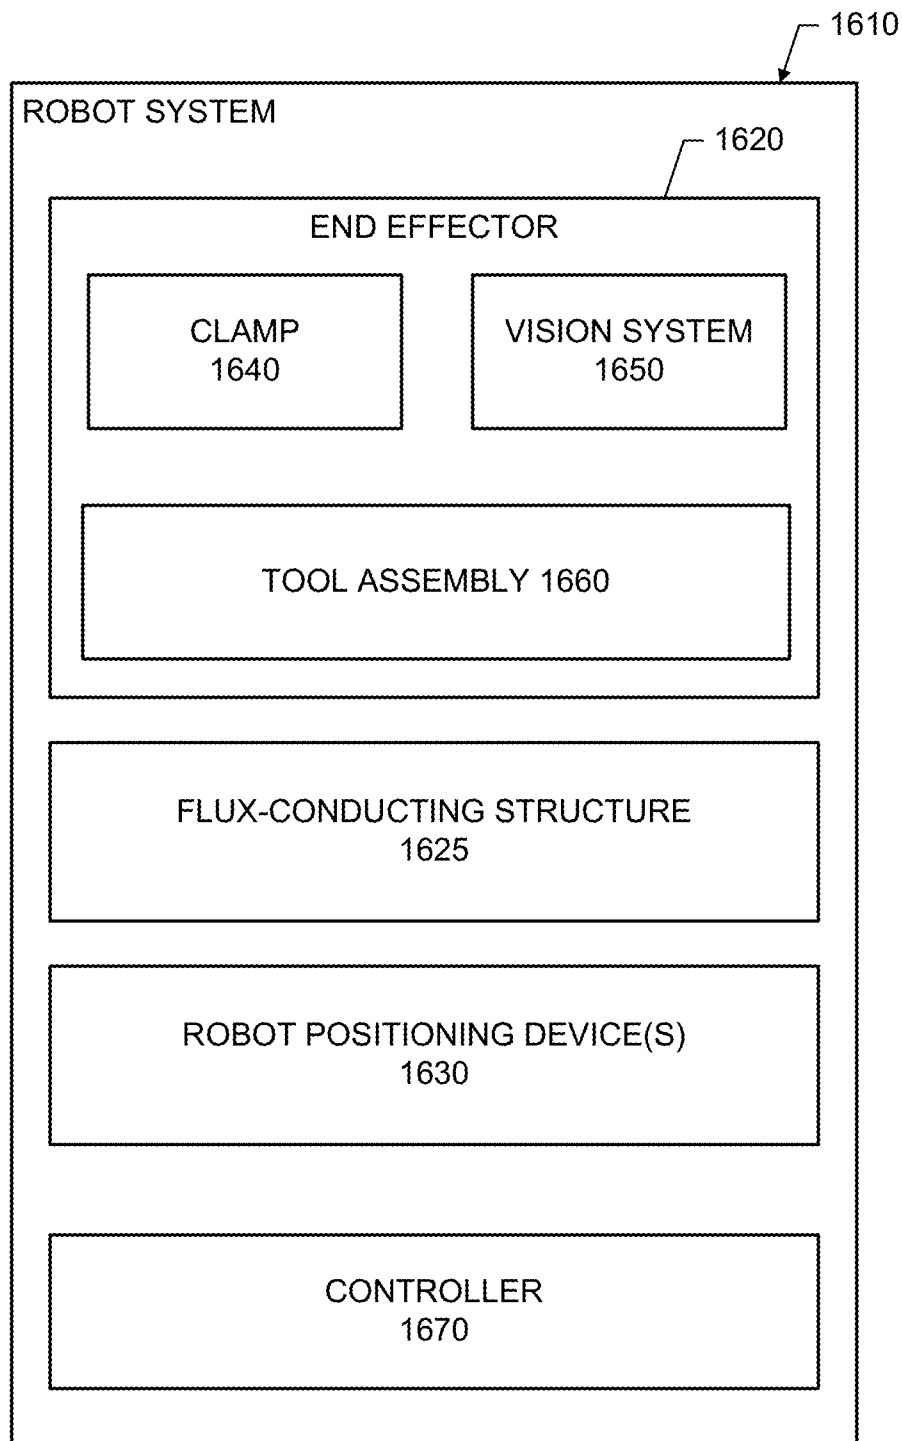 1610
ROBOT SYSTEM
1620
END EFFECTOR
CLAMP
1640
VISION SYSTEM
1650
TOOL ASSEMBLY 1660
FLUX-CONDUCTING STRUCTURE
1625
ROBOT POSITIONING DEVICE(S)
1630
CONTROLLER
1670